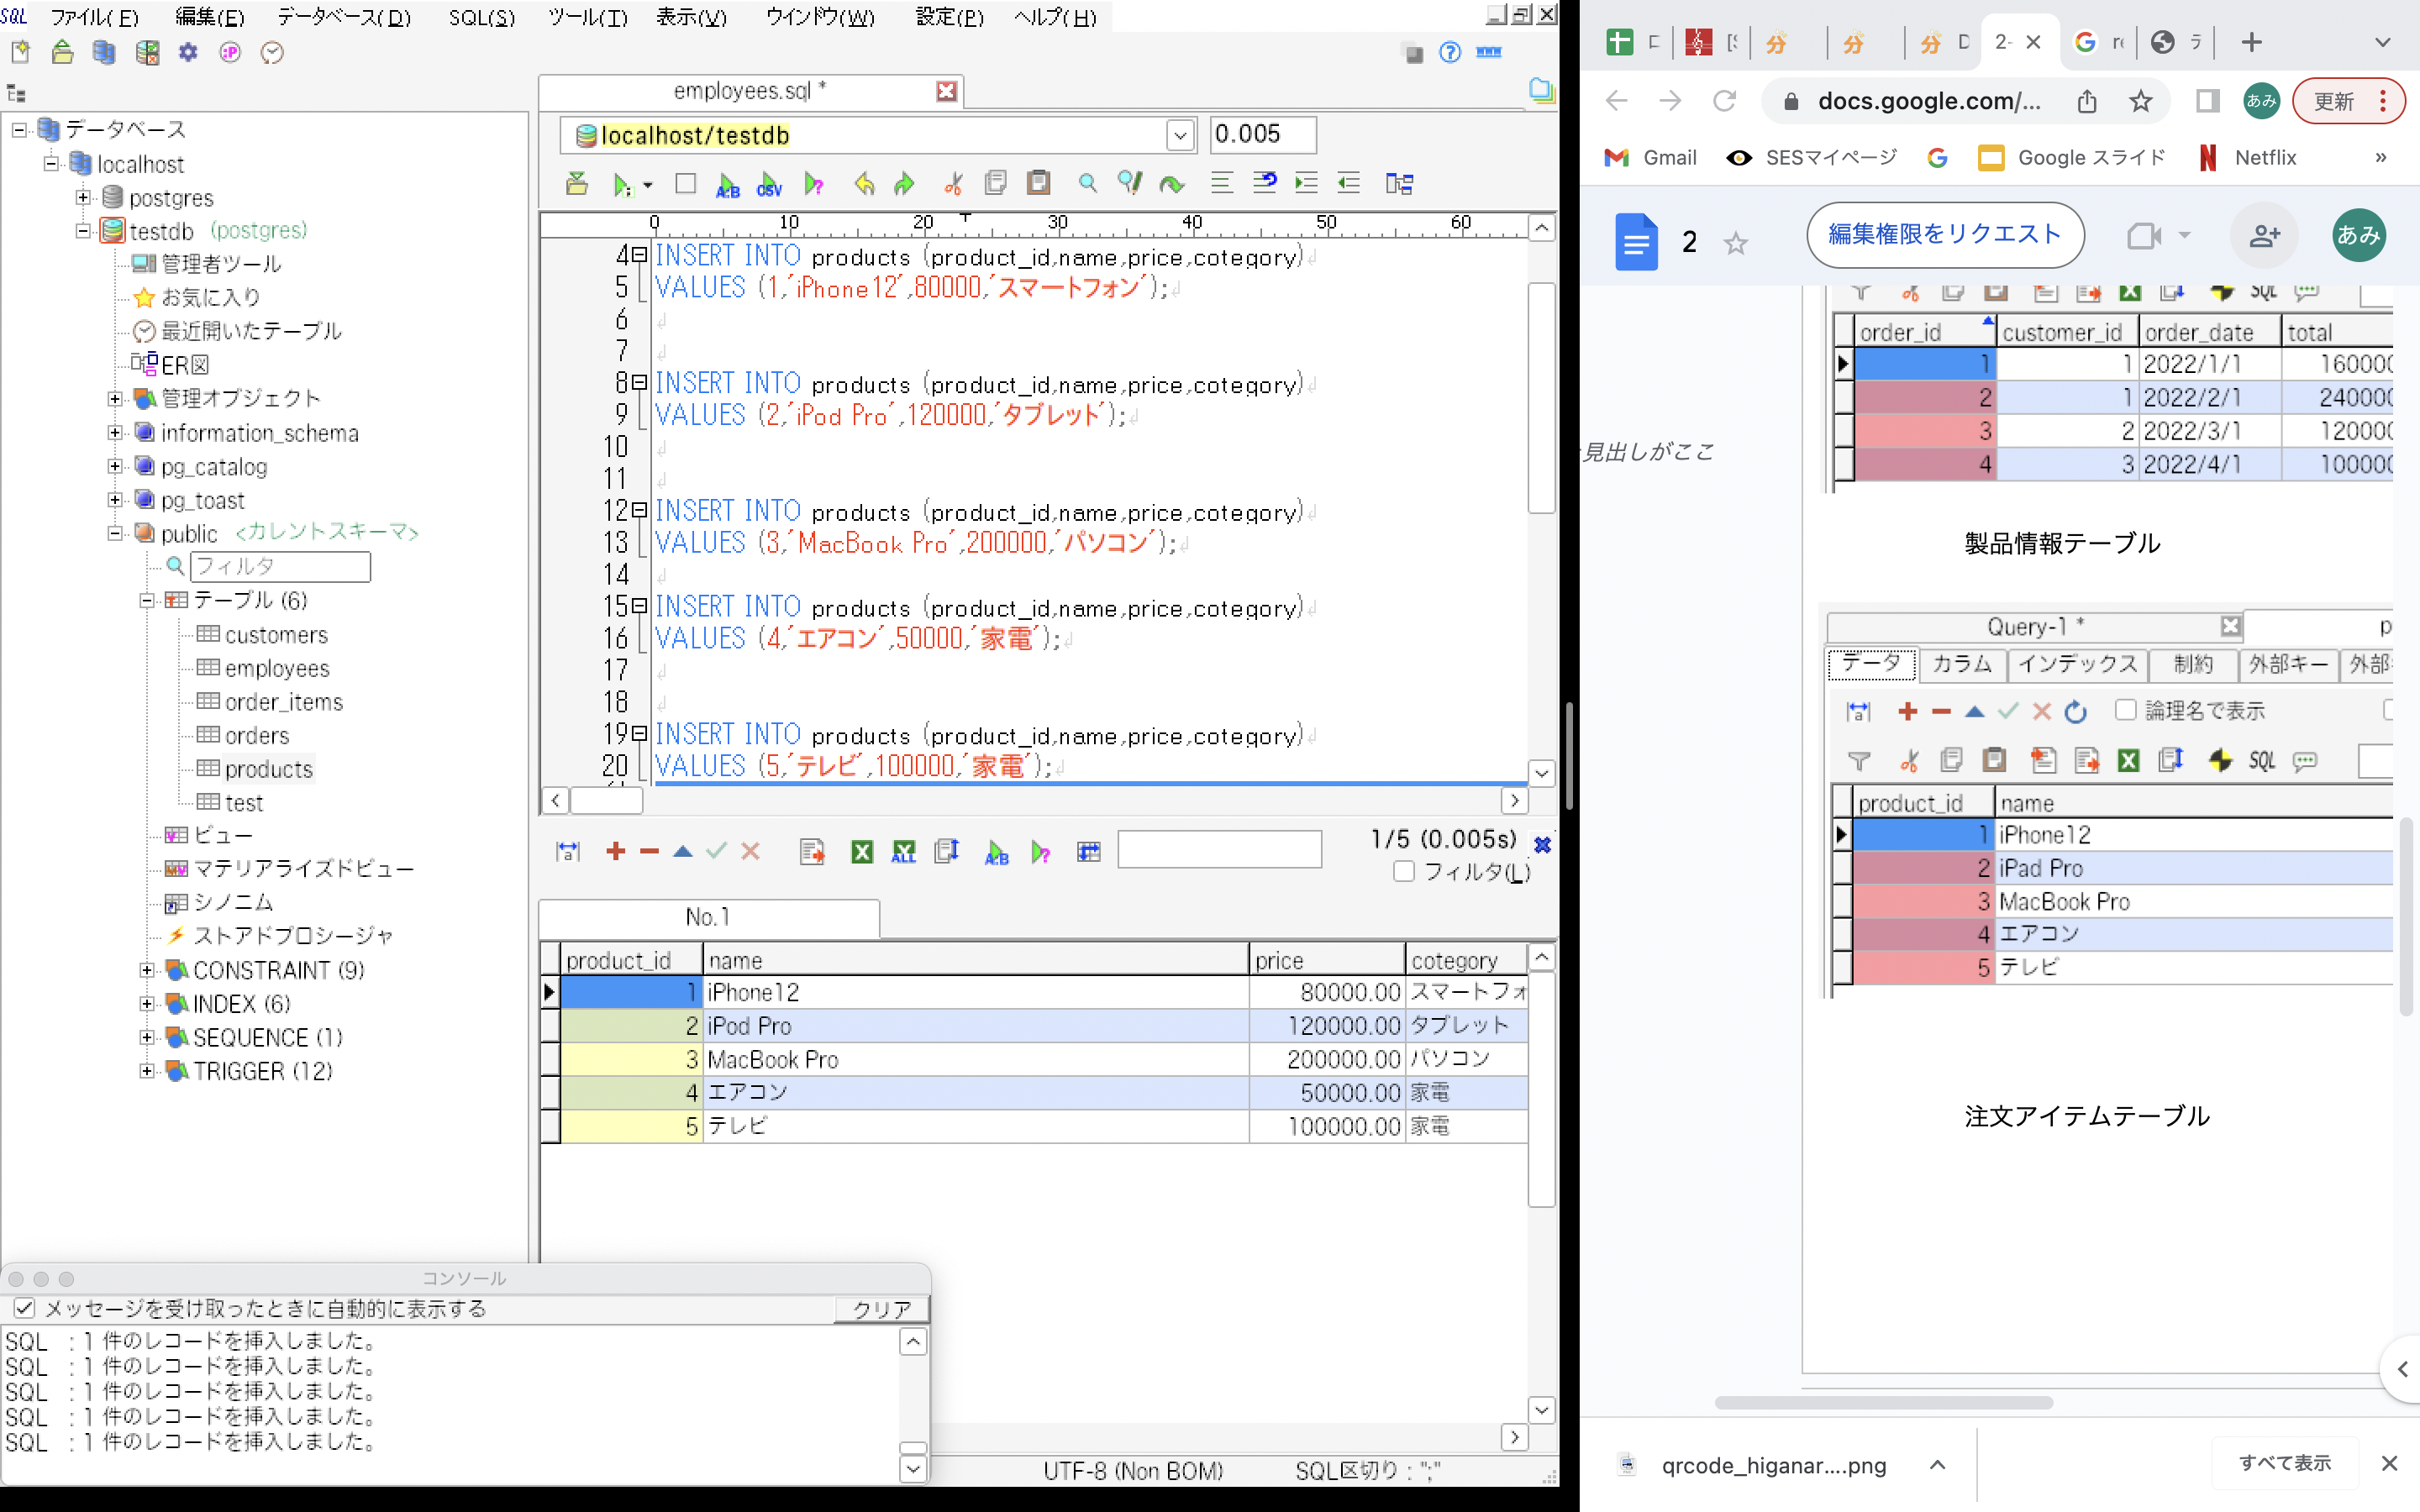 SQL ファイル(F) 編集(E) データベース(D) SQL(S) ツール(T) 表示(V) ウインドウ(W) 設定(P) ヘルプ(H)
データベース
localhost
postgres
testdb (postgres)
管理者ツール
お気に入り
最近開いたテーブル
ER図
管理オブジェクト
information_schema
pg_catalog
pg_toast
public <カレントスキーマ>
フィルタ
テーブル (6)
customers
employees
order_items
orders
products
test
ビュー
マテリアライズドビュー
シノニム
ストアドプロシージャ
CONSTRAINT (9)
INDEX (6)
SEQUENCE (1)
TRIGGER (12)
employees.sql *
localhost/testdb 0.005
A:B CSV
0 10 20 30 40 50 60
4 INSERT INTO products (product_id,name,price,cotegory)
5 VALUES (1,'iPhone12',80000,'スマートフォン');
6
7
8 INSERT INTO products (product_id,name,price,cotegory)
9 VALUES (2,'iPod Pro',120000,'タブレット');
10
11
12 INSERT INTO products (product_id,name,price,cotegory)
13 VALUES (3,'MacBook Pro',200000,'パソコン');
14
15 INSERT INTO products (product_id,name,price,cotegory)
16 VALUES (4,'エアコン',50000,'家電');
17
18
19 INSERT INTO products (product_id,name,price,cotegory)
20 VALUES (5,'テレビ',100000,'家電');
ALL A:B 1/5 (0.005s)
フィルタ(L)
No.1
product_id name price cotegory
1 iPhone12 80000.00 スマートフォ
2 iPod Pro 120000.00 タブレット
3 MacBook Pro 200000.00 パソコン
4 エアコン 50000.00 家電
5 テレビ 100000.00 家電
コンソール
メッセージを受け取ったときに自動的に表示する クリア
SQL : 1 件のレコードを挿入しました。
SQL : 1 件のレコードを挿入しました。
SQL : 1 件のレコードを挿入しました。
SQL : 1 件のレコードを挿入しました。
SQL : 1 件のレコードを挿入しました。
UTF-8 (Non BOM) SQL区切り : ";"
2-
docs.google.com/... あみ 更新
Gmail SESマイページ Google スライド Netflix »
2 編集権限をリクエスト あみ
SQL
order_id customer_id order_date total
1 1 2022/1/1 160000
2 1 2022/2/1 240000
3 2 2022/3/1 120000
4 3 2022/4/1 100000
見出しがここ
製品情報テーブル
Query-1 * p
データ カラム インデックス 制約 外部キー 外部
論理名で表示
SQL
product_id name
1 iPhone12
2 iPad Pro
3 MacBook Pro
4 エアコン
5 テレビ
注文アイテムテーブル
qrcode_higanar....png すべて表示